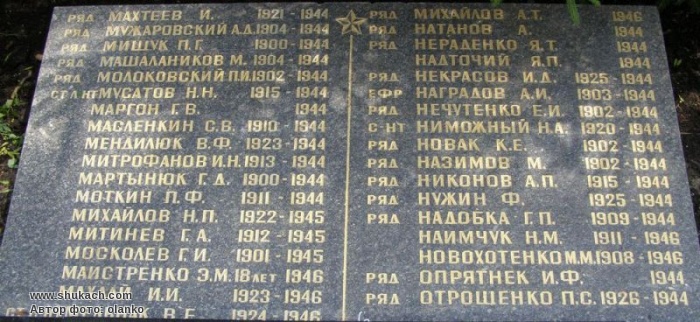 РЯД МАХТЕЕВ И. 1921-1944
РЯД МУЖАРОВСКИЙ А.Д. 1904-1944
РЯД МИЩУК П.Г. 1900-1944
РЯД МАШАЛАНИКОВ М. 1904-1944
РЯД МОЛОКОВСКИЙ П.И. 1902-1944
СТ.Л-НТ МУСАТОВ Н.Н. 1915-1944
МАРГОН Г.В. 1944
МАСЛЕНКИН С.В. 1910-1944
МЕНДИЛЮК В.Ф. 1923-1944
МИТРОФАНОВ И.Н. 1913-1944
МАРТЫНЮК Г.Д. 1900-1944
МОТКИН П.Ф. 1911-1944
МИХАЙЛОВ Н.П. 1922-1945
МИТИНЕВ Г.А. 1912-1945
МОСКОЛЕВ Г.И. 1901-1945
МАЙСТРЕНКО Э.М. 18 ЛЕТ 1946
И.И. 1923-1946
В.Е. 1924-1946
РЯД МИХАЙЛОВ А.Т. 1946
РЯД НАТАНОВ А. 1944
РЯД НЕРАДЕНКО Я.Т. 1944
НАДТОЧИЙ Я.П. 1944
РЯД НЕКРАСОВ И.Д. 1925-1944
ЕФР НАГРАДОВ А.И. 1903-1944
РЯД НЕЧУТЕНКО Е.И. 1902-1944
С-НТ НИМОЖНЫЙ Н.А. 1920-1944
РЯД НОВАК К.Е. 1902-1944
РЯД НАЗИМОВ М. 1902-1944
РЯД НИКОНОВ А.П. 1915-1944
РЯД НУЖИН Ф. 1925-1944
РЯД НАДОБКА Г.П. 1909-1944
НАИМЧУК Н.М. 1911-1946
НОВОХОТЕНКО М.М. 1908-1946
РЯД ОПРЯТНЕК И.Ф. 1944
РЯД ОТРОЩЕНКО П.С. 1926-1944
www.shukach.com
Автор фото: olanko